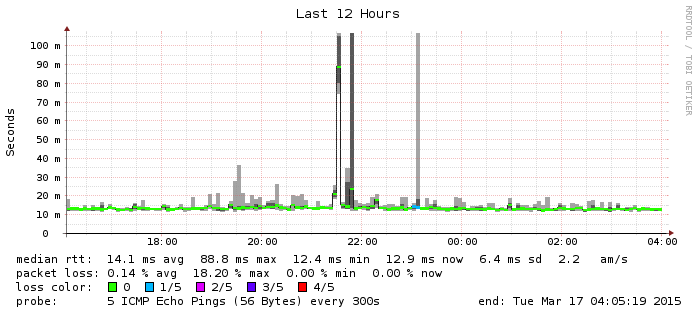 Last 12 Hours
RRDTOOL / TOBI OETIKER
Seconds
100 m
90 m
80 m
70 m
60 m
50 m
40 m
30 m
20 m
10 m
0
18:00 20:00 22:00 00:00 02:00 04:00
median rtt: 14.1 ms avg 88.8 ms max 12.4 ms min 12.9 ms now 6.4 ms sd 2.2 am/s
packet loss: 0.14 % avg 18.20 % max 0.00 % min 0.00 % now
loss color: 0 1/5 2/5 3/5 4/5
probe: 5 ICMP Echo Pings (56 Bytes) every 300s end: Tue Mar 17 04:05:19 2015